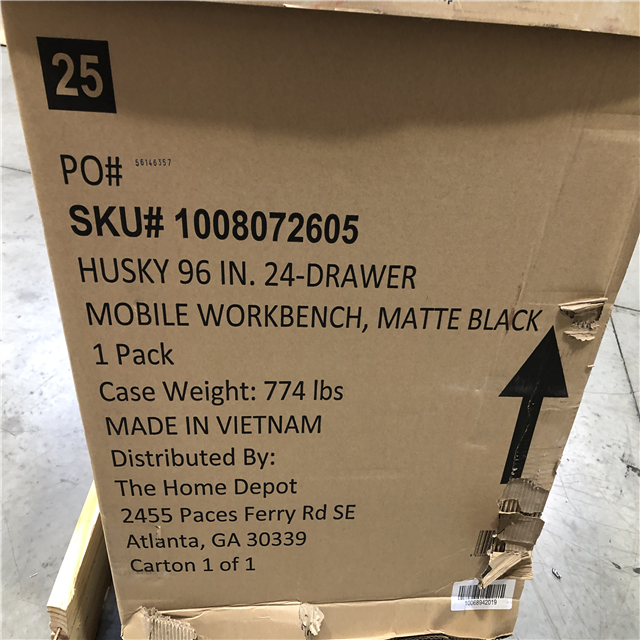 25
PO# 56146357
SKU# 1008072605
HUSKY 96 IN. 24-DRAWER
MOBILE WORKBENCH, MATTE BLACK
1 Pack
Case Weight: 774 lbs
MADE IN VIETNAM
Distributed By:
The Home Depot
2455 Paces Ferry Rd SE
Atlanta, GA 30339
Carton 1 of 1
10068942019